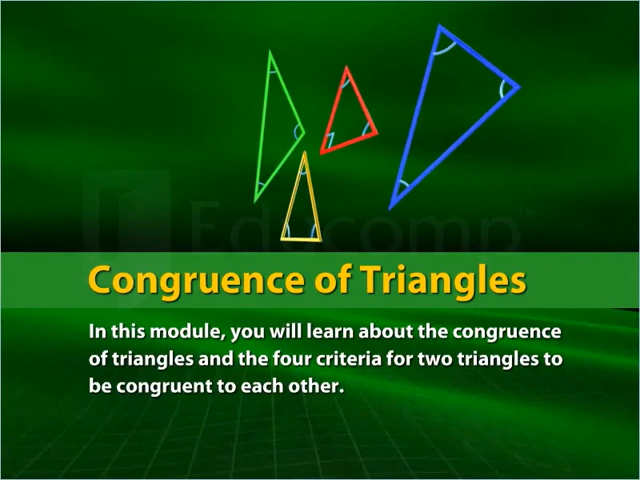 Educomp™
Congruence of Triangles
In this module, you will learn about the congruence
of triangles and the four criteria for two triangles to
be congruent to each other.